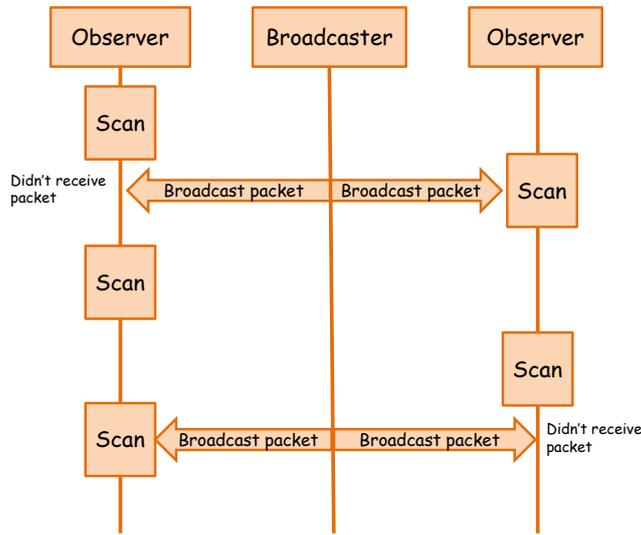 Observer
Broadcaster
Observer
Scan
Didn't receive
packet
Broadcast packet
Broadcast packet
Scan
Scan
Scan
Scan
Broadcast packet
Broadcast packet
Didn't receive
packet